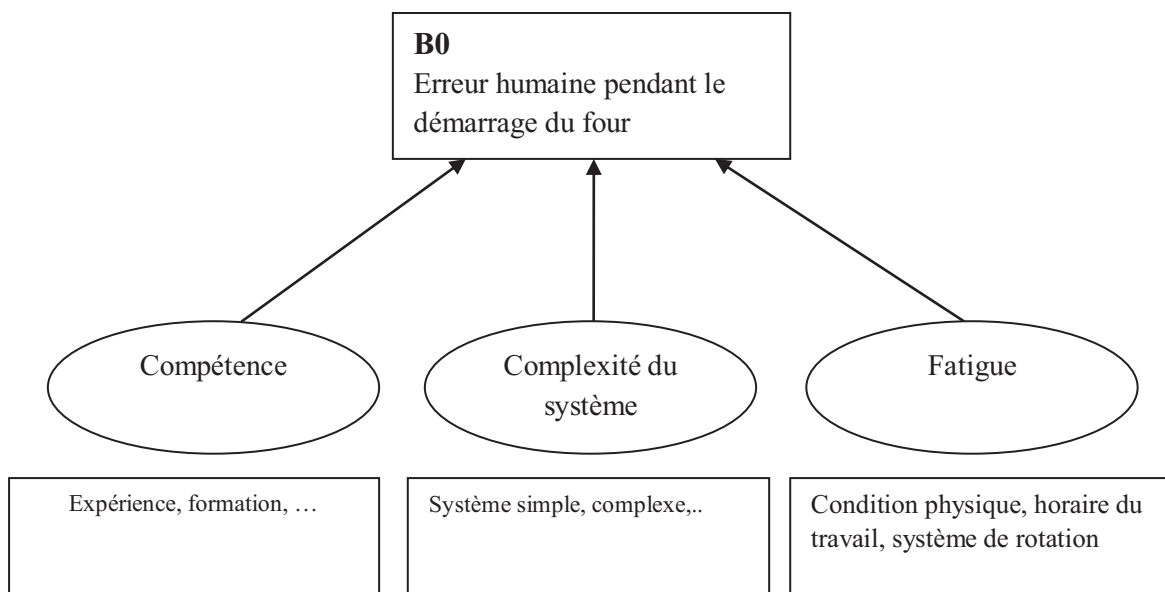 B0
Erreur humaine pendant le
démarrage du four
Compétence
Complexité du
système
Fatigue
Expérience, formation, …
Système simple, complexe,..
Condition physique, horaire du
travail, système de rotation